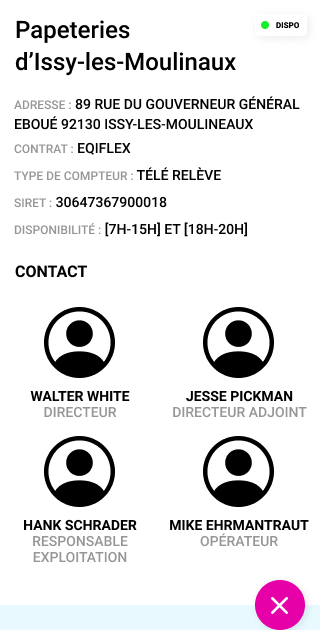 Papeteries
d’Issy-les-Moulinaux
DISPO
ADRESSE : 89 RUE DU GOUVERNEUR GÉNÉRAL
EBOUÉ 92130 ISSY-LES-MOULINEAUX
CONTRAT : EQIFLEX
TYPE DE COMPTEUR : TÉLÉ RELÈVE
SIRET : 30647367900018
DISPONIBILITÉ : [7H-15H] ET [18H-20H]
CONTACT
WALTER WHITE
DIRECTEUR
JESSE PICKMAN
DIRECTEUR ADJOINT
HANK SCHRADER
RESPONSABLE
EXPLOITATION
MIKE EHRMANTRAUT
OPÉRATEUR